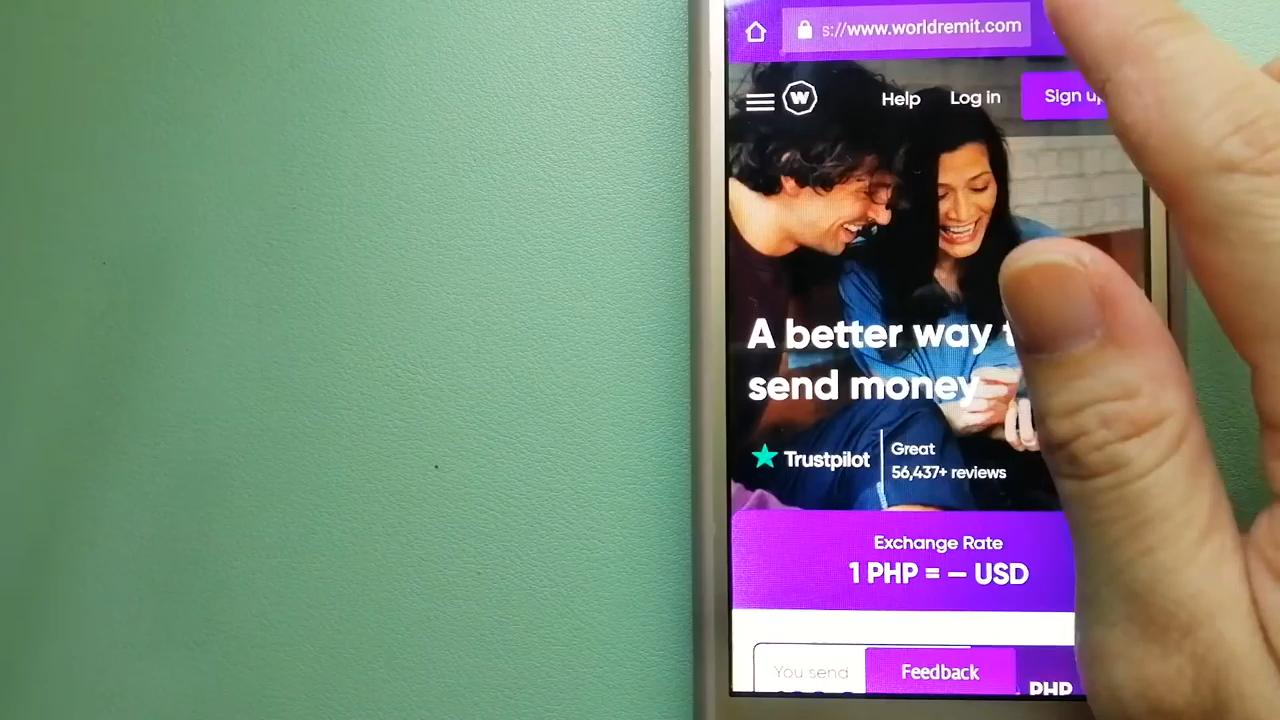 s://www.worldremit.com
W
Help Log in Sign up
A better way
send money
Trustpilot
Great
56,437+ reviews
Exchange Rate
1 PHP = – USD
You send
Feedback
PHP